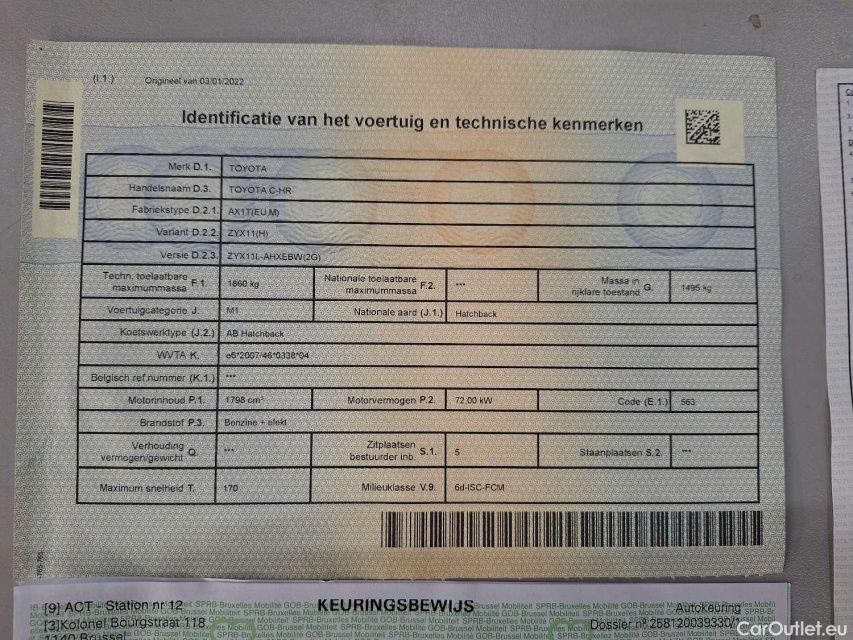 (I.1.) Origineel van 03/01/2022
Identificatie van het voertuig en technische kenmerken
Merk D.1. TOYOTA
Handelsnaam D.3. TOYOTA C-HR
Fabriekstype D.2.1. AX1T(EU,M)
Variant D.2.2. ZYX11(H)
Versie D.2.3. ZYX11L-AHXEBW(2G)
Techn. toelaatbare maximummassa F.1. 1860 kg Nationale toelaatbare maximummassa F.2. *** Massa in rijklare toestand G. 1495 kg
Voertuigcategorie J. M1 Nationale aard (J.1.) Hatchback
Koetswerktype (J.2.) AB Hatchback
WVTA K. e6*2007/46*0338*04
Belgisch ref.nummer (K.1.) ***
Motorinhoud P.1. 1798 cm³ Motorvermogen P.2. 72,00 kW Code (E.1.) 563
Brandstof P.3. Benzine + elekt
Verhouding vermogen/gewicht Q. *** Zitplaatsen bestuurder inb. S.1. 5 Staanplaatsen S.2. ***
Maximum snelheid T. 170 Milieuklasse V.9. 6d-ISC-FCM
[9] ACT - Station nr 12 KEURINGSBEWIJS Autokeuring
[3] Kolonel Bourgstraat 118 Dossier n° 258120039330/1
1140 Brussel
CarOutlet.eu